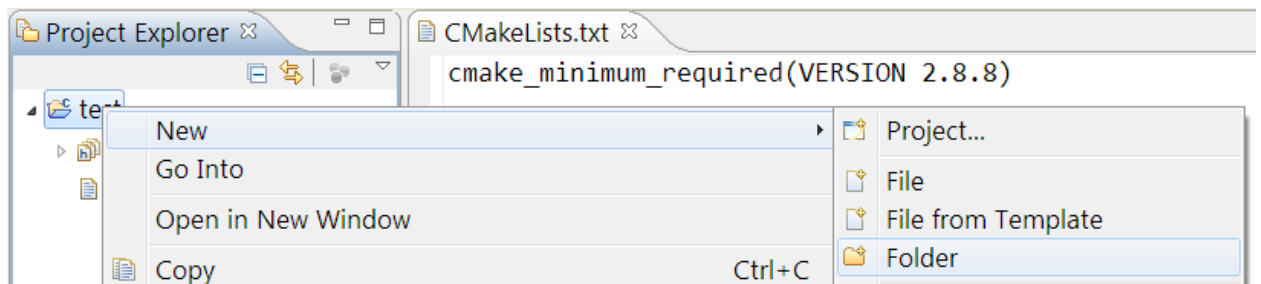 Project Explorer
CMakeLists.txt
cmake_minimum_required(VERSION 2.8.8)
test
New
Go Into
Open in New Window
Copy Ctrl+C
Project...
File
File from Template
Folder